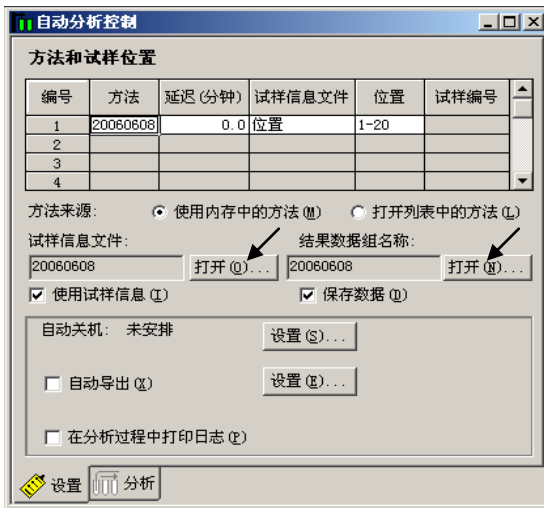 自动分析控制
方法和试样位置
编号 方法 延迟(分钟) 试样信息文件 位置 试样编号
1 20060608 0.0 位置 1-20
2
3
4
方法来源: 使用内存中的方法(M) 打开列表中的方法(L)
试样信息文件: 结果数据组名称:
20060608 打开(O)... 20060608 打开(N)...
使用试样信息(I) 保存数据(D)
自动关机: 未安排 设置(S)...
自动导出(X) 设置(E)...
在分析过程中打印日志(P)
设置 分析